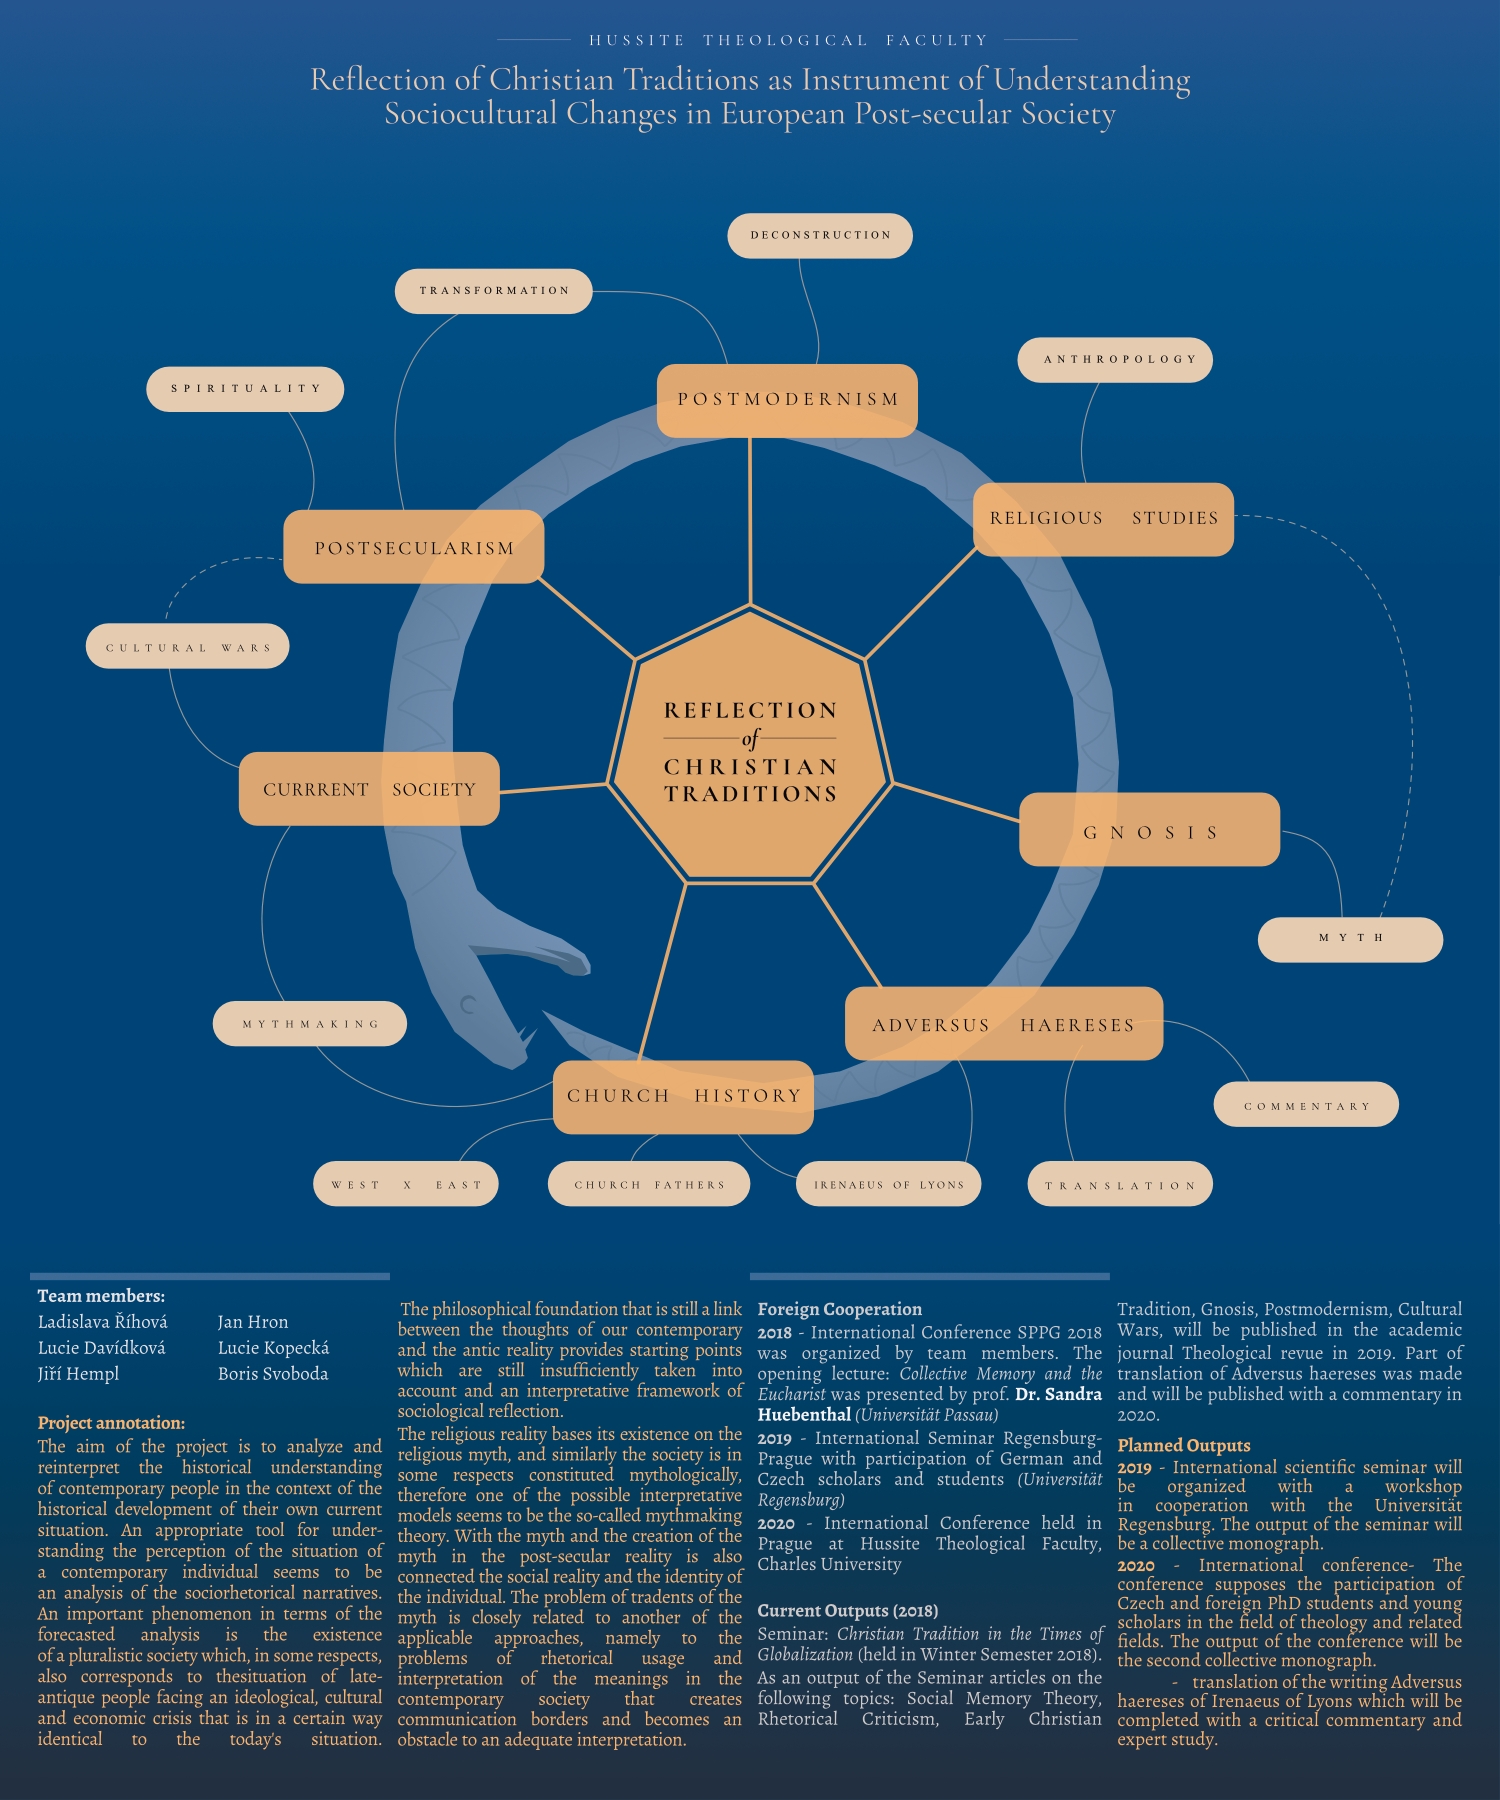 HUSSITE THEOLOGICAL FACULTY
Reflection of Christian Traditions as Instrument of Understanding
Sociocultural Changes in European Post-secular Society
DECONSTRUCTION
TRANSFORMATION
ANTHROPOLOGY
SPIRITUALITY
POSTMODERNISM
RELIGIOUS STUDIES
POSTSECULARISM
CULTURAL WARS
REFLECTION
of
CHRISTIAN
TRADITIONS
CURRRENT SOCIETY
GNOSIS
MYTH
MYTHMAKING
ADVERSUS HAERESES
CHURCH HISTORY
COMMENTARY
WEST X EAST
CHURCH FATHERS
IRENAEUS OF LYONS
TRANSLATION
Team members:
Ladislava Říhová
Jan Hron
Lucie Davídková
Lucie Kopecká
Jiří Hempl
Boris Svoboda
Project annotation:
The aim of the project is to analyze and
reinterpret the historical understanding
of contemporary people in the context of the
historical development of their own current
situation. An appropriate tool for under-
standing the perception of the situation of
a contemporary individual seems to be
an analysis of the sociorhetorical narratives.
An important phenomenon in terms of the
forecasted analysis is the existence
of a pluralistic society which, in some respects,
also corresponds to thesituation of late-
antique people facing an ideological, cultural
and economic crisis that is in a certain way
identical to the today's situation.
The philosophical foundation that is still a link
between the thoughts of our contemporary
and the antic reality provides starting points
which are still insufficiently taken into
account and an interpretative framework of
sociological reflection.
The religious reality bases its existence on the
religious myth, and similarly the society is in
some respects constituted mythologically,
therefore one of the possible interpretative
models seems to be the so-called mythmaking
theory. With the myth and the creation of the
myth in the post-secular reality is also
connected the social reality and the identity of
the individual. The problem of tradents of the
myth is closely related to another of the
applicable approaches, namely to the
problems of rhetorical usage and
interpretation of the meanings in the
contemporary society that creates
communication borders and becomes an
obstacle to an adequate interpretation.
Foreign Cooperation
2018 - International Conference SPPG 2018
was organized by team members. The
opening lecture: Collective Memory and the
Eucharist was presented by prof. Dr. Sandra
Huebenthal (Universität Passau)
2019 - International Seminar Regensburg-
Prague with participation of German and
Czech scholars and students (Universität
Regensburg)
2020 - International Conference held in
Prague at Hussite Theological Faculty,
Charles University
Current Outputs (2018)
Seminar: Christian Tradition in the Times of
Globalization (held in Winter Semester 2018).
As an output of the Seminar articles on the
following topics: Social Memory Theory,
Rhetorical Criticism, Early Christian
Tradition, Gnosis, Postmodernism, Cultural
Wars, will be published in the academic
journal Theological revue in 2019. Part of
translation of Adversus haereses was made
and will be published with a commentary in
2020.
Planned Outputs
2019 - International scientific seminar will
be organized with a workshop
in cooperation with the Universität
Regensburg. The output of the seminar will
be a collective monograph.
2020 - International conference- The
conference supposes the participation of
Czech and foreign PhD students and young
scholars in the field of theology and related
fields. The output of the conference will be
the second collective monograph.
- translation of the writing Adversus
haereses of Irenaeus of Lyons which will be
completed with a critical commentary and
expert study.